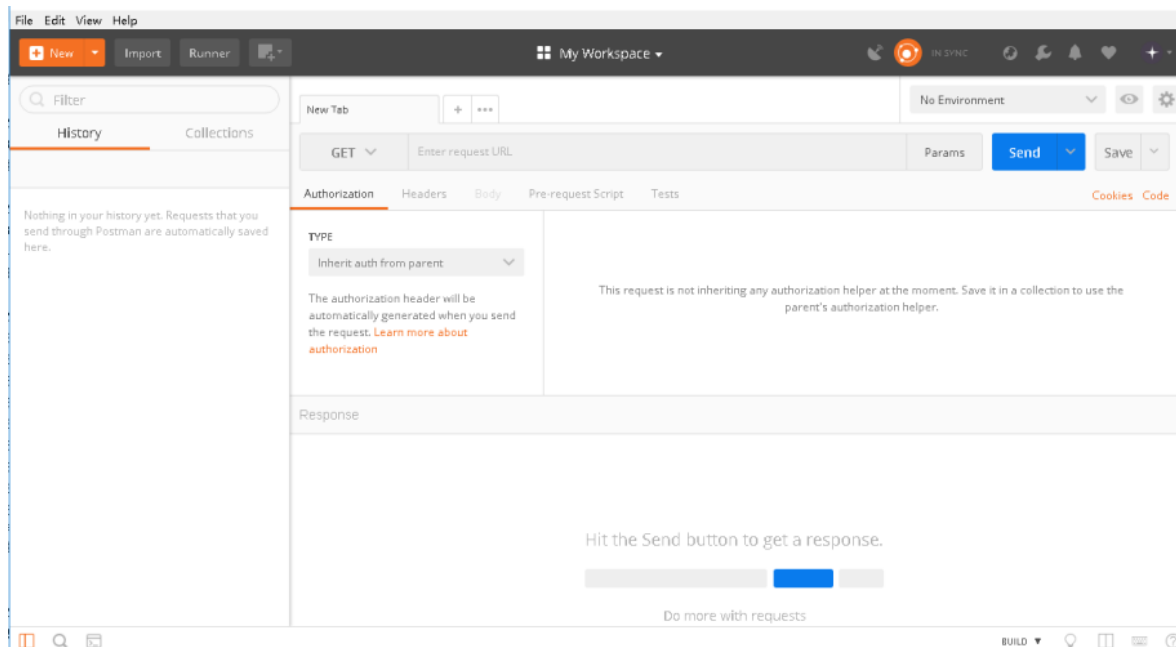 File Edit View Help
New Import Runner My Workspace IN SYNC
Filter
History Collections
Nothing in your history yet. Requests that you
send through Postman are automatically saved
here.
New Tab
No Environment
GET Enter request URL Params Send Save
Authorization Headers Body Pre-request Script Tests Cookies Code
TYPE
Inherit auth from parent
The authorization header will be
automatically generated when you send
the request. Learn more about
authorization
This request is not inheriting any authorization helper at the moment. Save it in a collection to use the
parent's authorization helper.
Response
Hit the Send button to get a response.
Do more with requests
BUILD